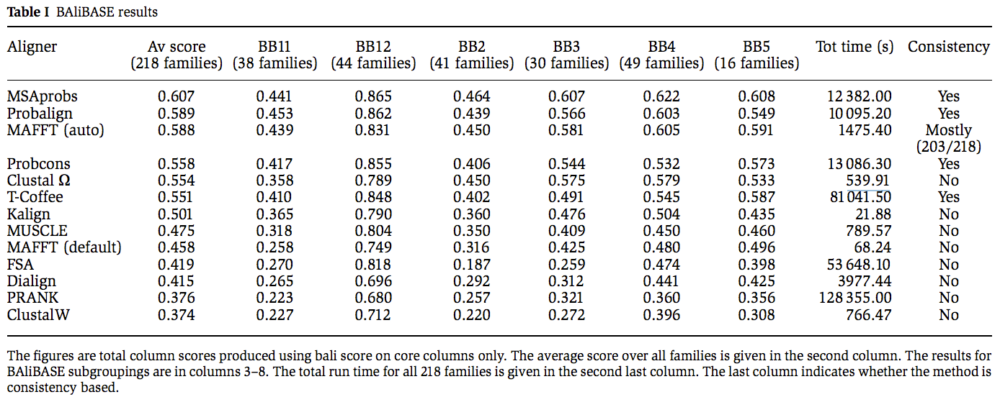 Table I BAliBASE results
Aligner Av score BB11 BB12 BB2 BB3 BB4 BB5 Tot time (s) Consistency
(218 families) (38 families) (44 families) (41 families) (30 families) (49 families) (16 families)
MSAprobs 0.607 0.441 0.865 0.464 0.607 0.622 0.608 12 382.00 Yes
Probalign 0.589 0.453 0.862 0.439 0.566 0.603 0.549 10 095.20 Yes
MAFFT (auto) 0.588 0.439 0.831 0.450 0.581 0.605 0.591 1475.40 Mostly
(203/218)
Probcons 0.558 0.417 0.855 0.406 0.544 0.532 0.573 13 086.30 Yes
Clustal Ω 0.554 0.358 0.789 0.450 0.575 0.579 0.533 539.91 No
T-Coffee 0.551 0.410 0.848 0.402 0.491 0.545 0.587 81 041.50 Yes
Kalign 0.501 0.365 0.790 0.360 0.476 0.504 0.435 21.88 No
MUSCLE 0.475 0.318 0.804 0.350 0.409 0.450 0.460 789.57 No
MAFFT (default) 0.458 0.258 0.749 0.316 0.425 0.480 0.496 68.24 No
FSA 0.419 0.270 0.818 0.187 0.259 0.474 0.398 53 648.10 No
Dialign 0.415 0.265 0.696 0.292 0.312 0.441 0.425 3977.44 No
PRANK 0.376 0.223 0.680 0.257 0.321 0.360 0.356 128 355.00 No
ClustalW 0.374 0.227 0.712 0.220 0.272 0.396 0.308 766.47 No
The figures are total column scores produced using bali score on core columns only. The average score over all families is given in the second column. The results for
BAliBASE subgroupings are in columns 3–8. The total run time for all 218 families is given in the second last column. The last column indicates whether the method is
consistency based.